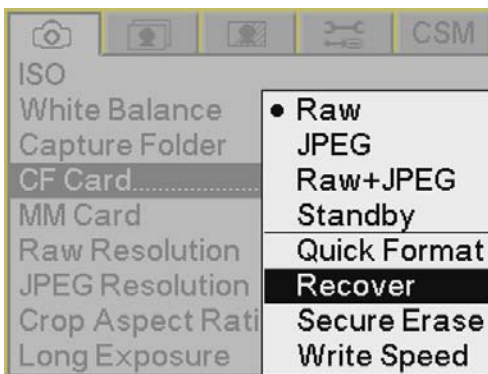 CSM
ISO
White Balance
Capture Folder
CF Card..............
MM Card
Raw Resolution
JPEG Resolution
Crop Aspect Rati
Long Exposure
• Raw
JPEG
Raw+JPEG
Standby
Quick Format
Recover
Secure Erase
Write Speed